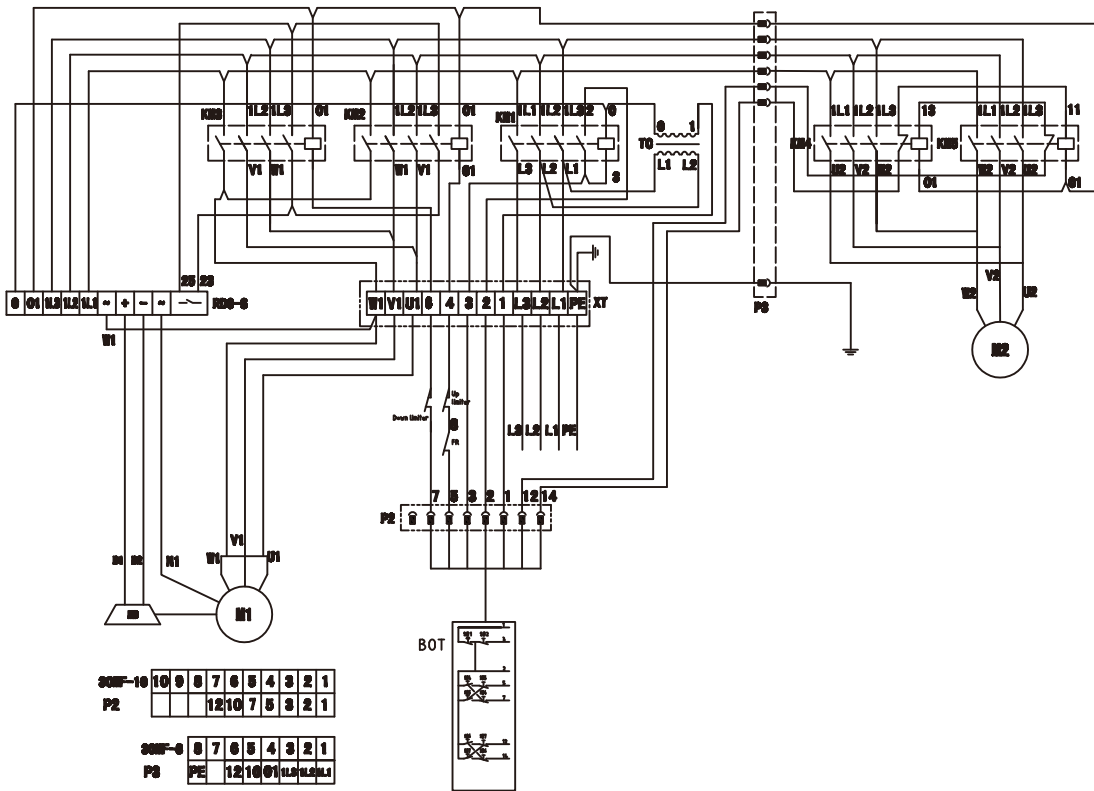 1L2 1L3 01
1L2 1L3 01
1L1 1L2 1L3 2 0
1L1 1L2 1L3 13
1L1 1L2 1L3 11
KM3
KM2
KM1
0 1
TC
L1 L2
V1 W1
W1 V1
L3 L2 L1
3
U2 V2 W2
01
W2 V2 U2
25 23
0 01 1L3 1L2 1L1 ~ + - ~
W1 V1 U1 6 4 3 2 1 L3 L2 L1 PE
XT
P3
W1
V2
W2 U2
M2
Down limiter
Up limiter
FR
L3 L2 L1 PE
7 5 3 2 1 12 14
P2
V1
W1 U1
N1
M1
BOT
10 9 8 7 6 5 4 3 2 1
P2 12 10 7 5 3 2 1
8 7 6 5 4 3 2 1
P3 PE 12 10 01 1L3 1L2 1L1